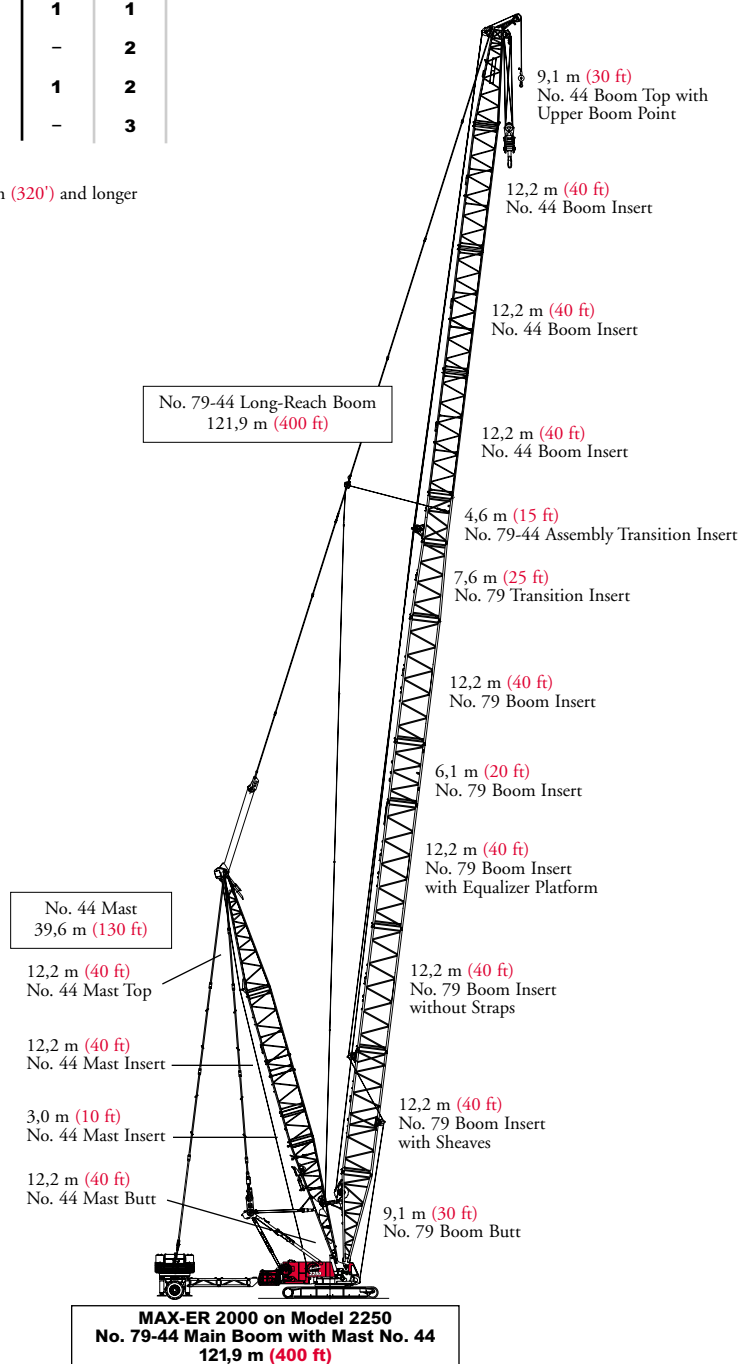 1 1
– 2
1 2
– 3
n (320') and longer
9,1 m (30 ft)
No. 44 Boom Top with
Upper Boom Point
12,2 m (40 ft)
No. 44 Boom Insert
12,2 m (40 ft)
No. 44 Boom Insert
No. 79-44 Long-Reach Boom
121,9 m (400 ft)
12,2 m (40 ft)
No. 44 Boom Insert
4,6 m (15 ft)
No. 79-44 Assembly Transition Insert
7,6 m (25 ft)
No. 79 Transition Insert
12,2 m (40 ft)
No. 79 Boom Insert
6,1 m (20 ft)
No. 79 Boom Insert
12,2 m (40 ft)
No. 79 Boom Insert
with Equalizer Platform
No. 44 Mast
39,6 m (130 ft)
12,2 m (40 ft)
No. 44 Mast Top
12,2 m (40 ft)
No. 79 Boom Insert
without Straps
12,2 m (40 ft)
No. 44 Mast Insert
3,0 m (10 ft)
No. 44 Mast Insert
12,2 m (40 ft)
No. 79 Boom Insert
with Sheaves
12,2 m (40 ft)
No. 44 Mast Butt
9,1 m (30 ft)
No. 79 Boom Butt
2250
MAX-ER 2000 on Model 2250
No. 79-44 Main Boom with Mast No. 44
121,9 m (400 ft)